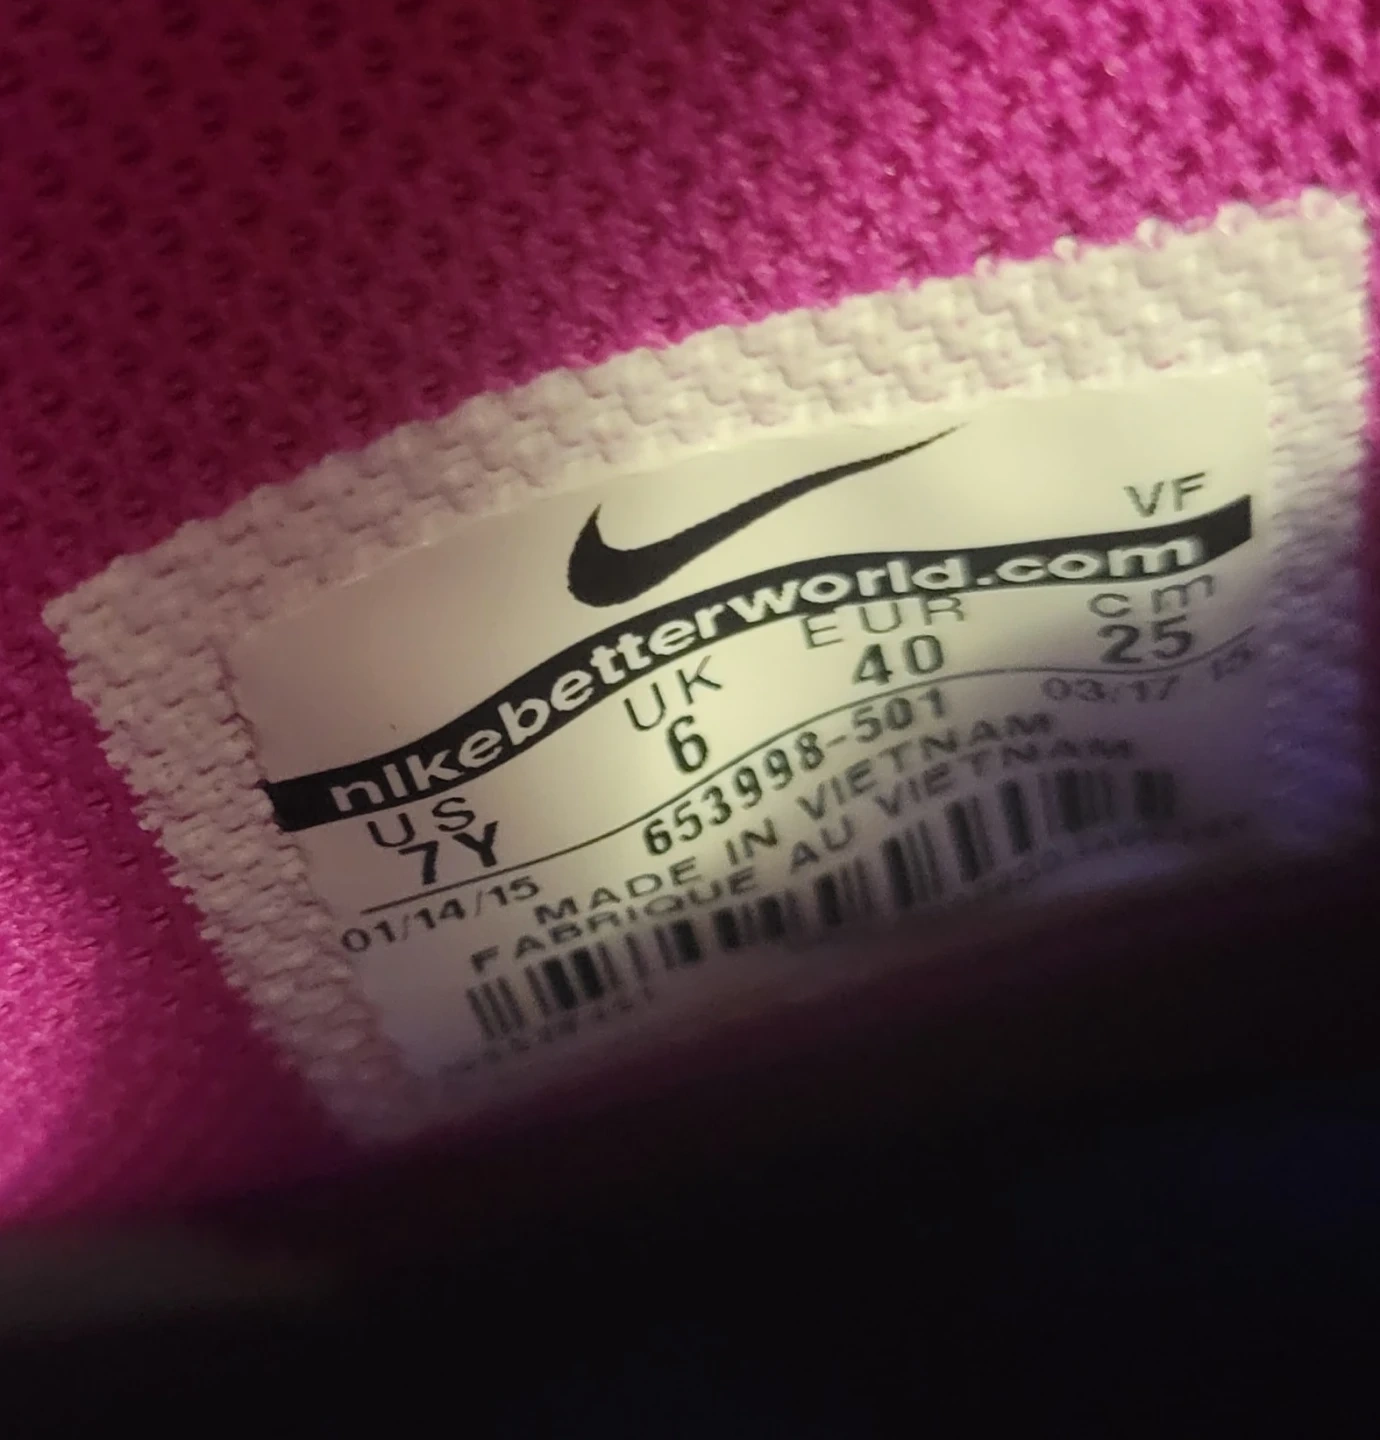 VF
nikebetterworld.com
US UK EUR cm
7Y 6 40 25
01/14/15 653998-501 03/17/15
MADE IN VIETNAM
FABRIQUE AU VIETNAM